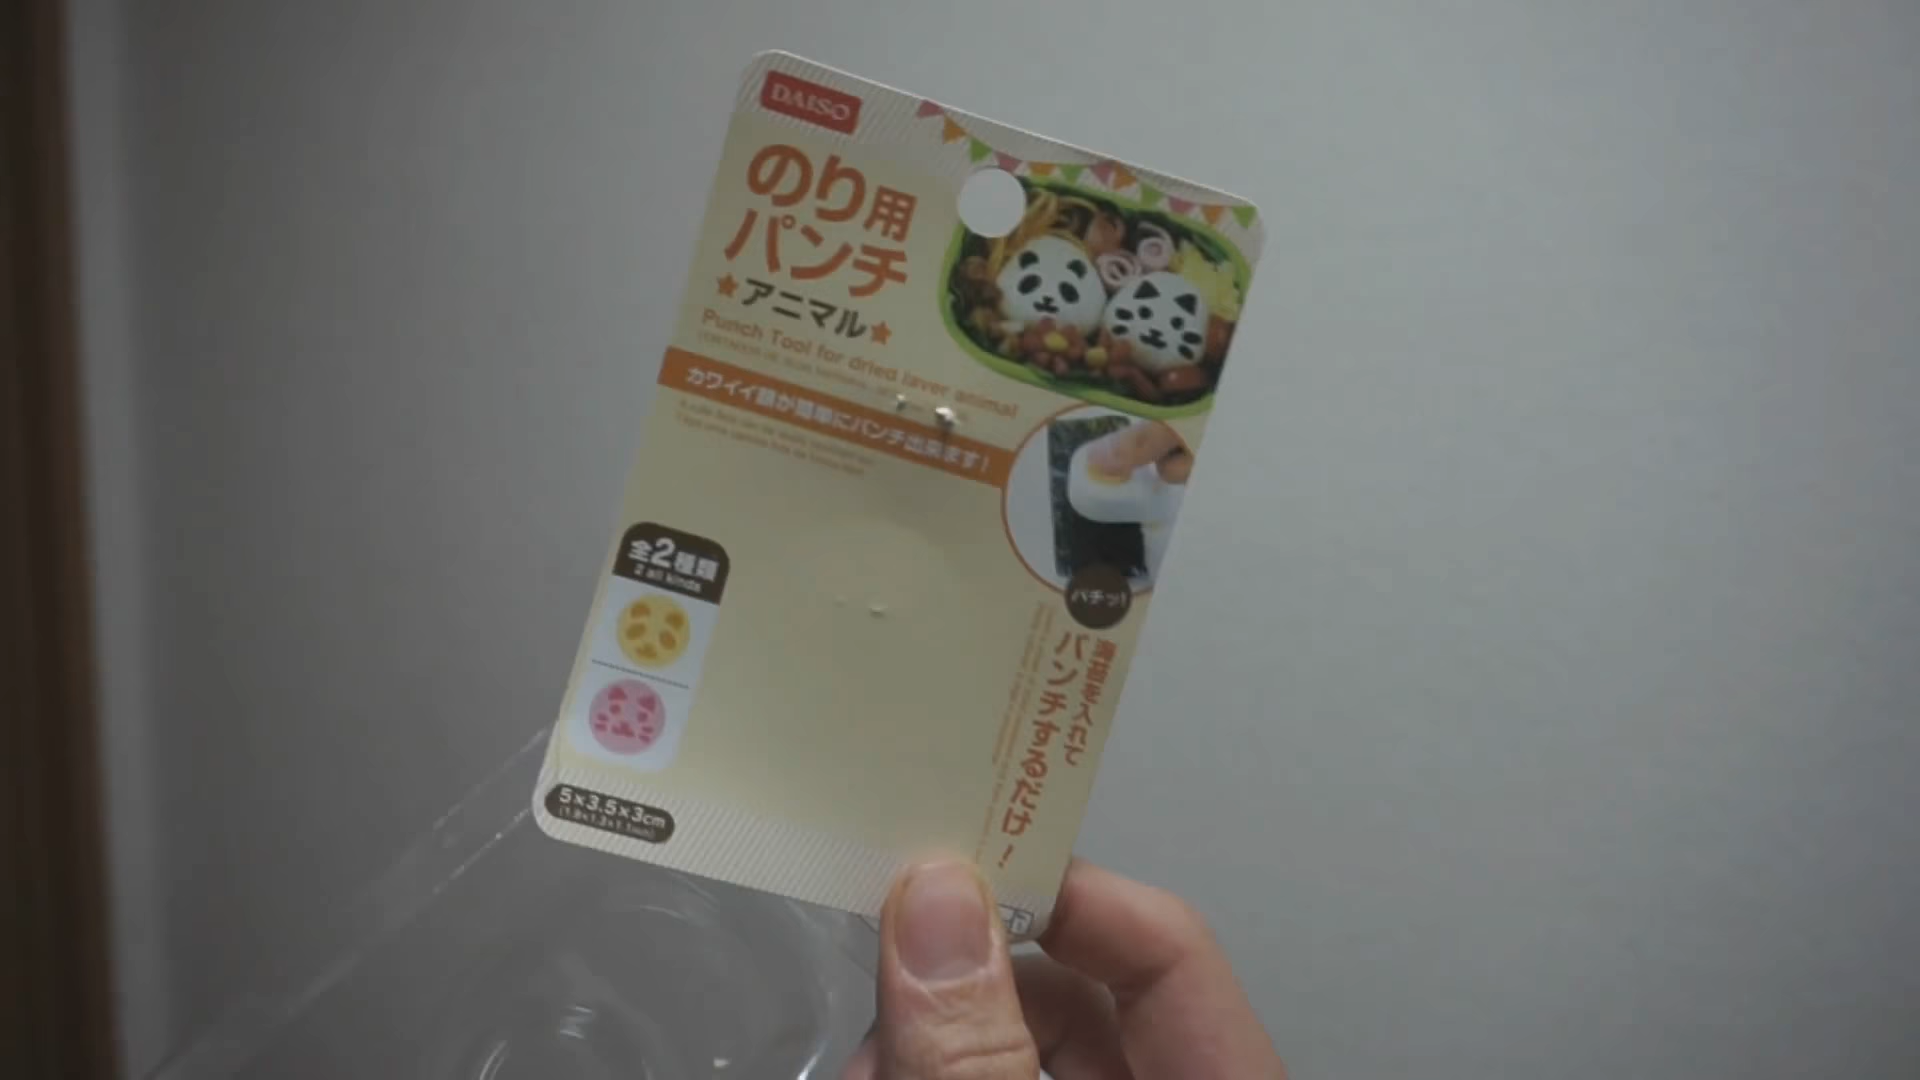 DAISO
のり用
パンチ
★アニマル★
Punch Tool for dried laver animal
カワイイ顔が簡単にパンチ出来ます!
全2種類
2 all kinds
5×3.5×3cm
パチッ!
海苔を入れて
パンチするだけ!